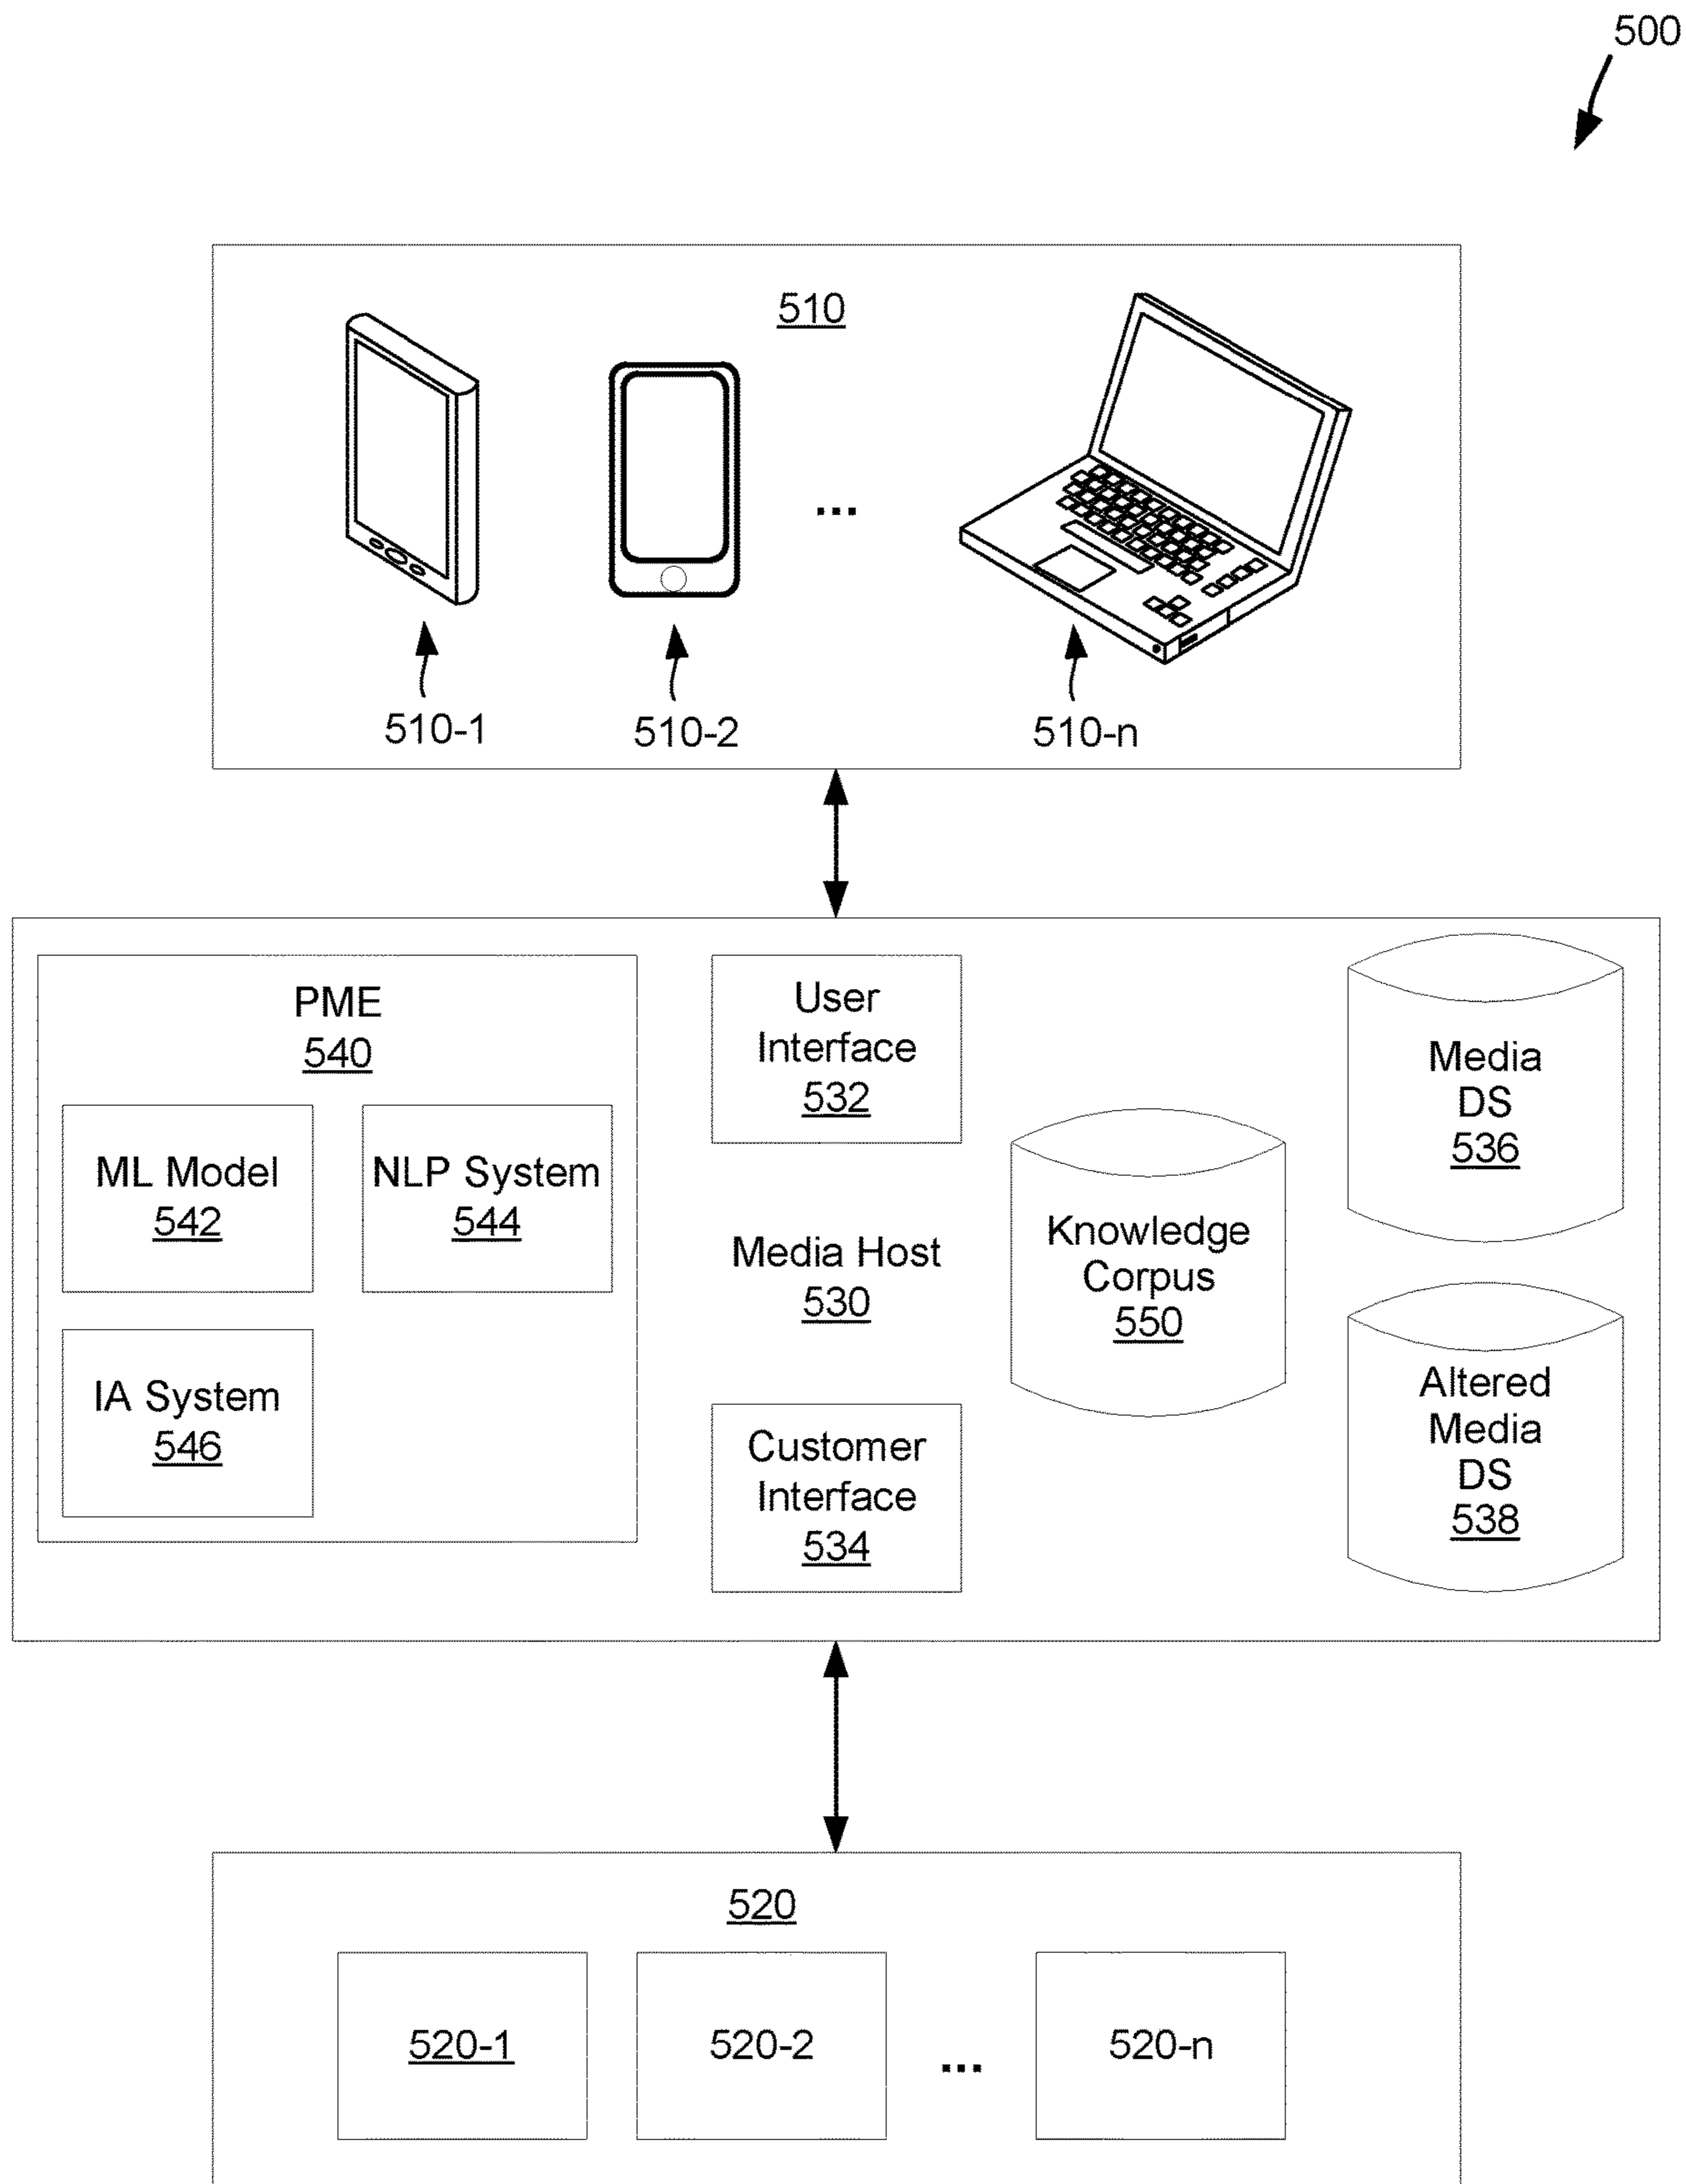 500
510
...
510-1
510-2
510-n
PME
540
ML Model
542
NLP System
544
IA System
546
User
Interface
532
Media Host
530
Customer
Interface
534
Knowledge
Corpus
550
Media
DS
536
Altered
Media
DS
538
520
520-1
520-2
...
520-n